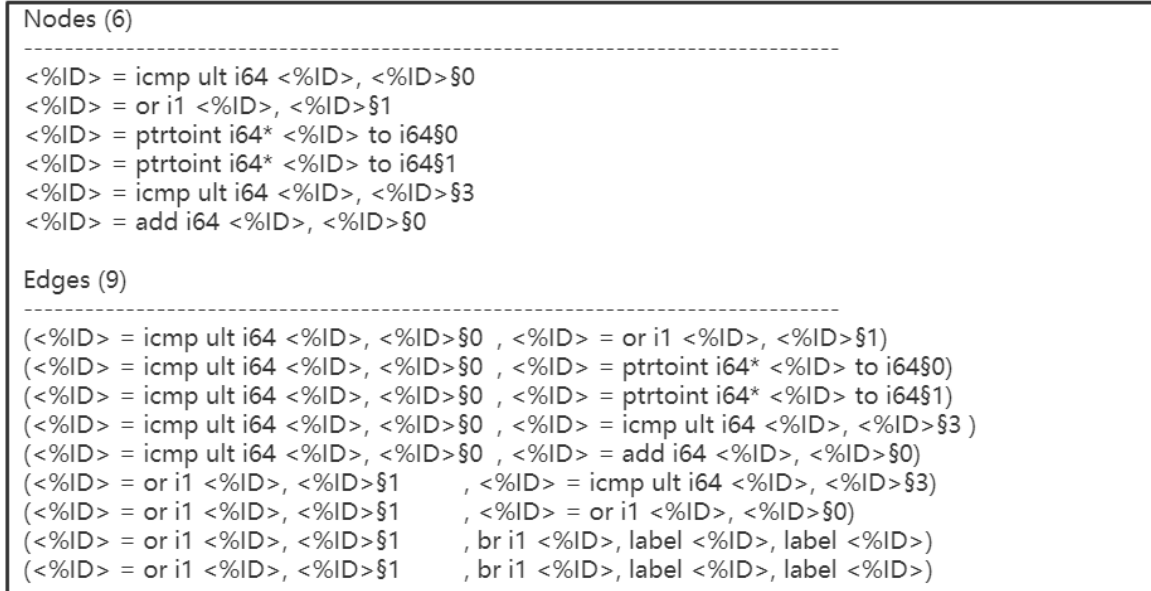 Nodes (6)
--------------------------------------------------------------------------------
<%ID> = icmp ult i64 <%ID>, <%ID>§0
<%ID> = or i1 <%ID>, <%ID>§1
<%ID> = ptrtoint i64* <%ID> to i64§0
<%ID> = ptrtoint i64* <%ID> to i64§1
<%ID> = icmp ult i64 <%ID>, <%ID>§3
<%ID> = add i64 <%ID>, <%ID>§0
Edges (9)
--------------------------------------------------------------------------------
(<%ID> = icmp ult i64 <%ID>, <%ID>§0 , <%ID> = or i1 <%ID>, <%ID>§1)
(<%ID> = icmp ult i64 <%ID>, <%ID>§0 , <%ID> = ptrtoint i64* <%ID> to i64§0)
(<%ID> = icmp ult i64 <%ID>, <%ID>§0 , <%ID> = ptrtoint i64* <%ID> to i64§1)
(<%ID> = icmp ult i64 <%ID>, <%ID>§0 , <%ID> = icmp ult i64 <%ID>, <%ID>§3 )
(<%ID> = icmp ult i64 <%ID>, <%ID>§0 , <%ID> = add i64 <%ID>, <%ID>§0)
(<%ID> = or i1 <%ID>, <%ID>§1 , <%ID> = icmp ult i64 <%ID>, <%ID>§3)
(<%ID> = or i1 <%ID>, <%ID>§1 , <%ID> = or i1 <%ID>, <%ID>§0)
(<%ID> = or i1 <%ID>, <%ID>§1 , br i1 <%ID>, label <%ID>, label <%ID>)
(<%ID> = or i1 <%ID>, <%ID>§1 , br i1 <%ID>, label <%ID>, label <%ID>)